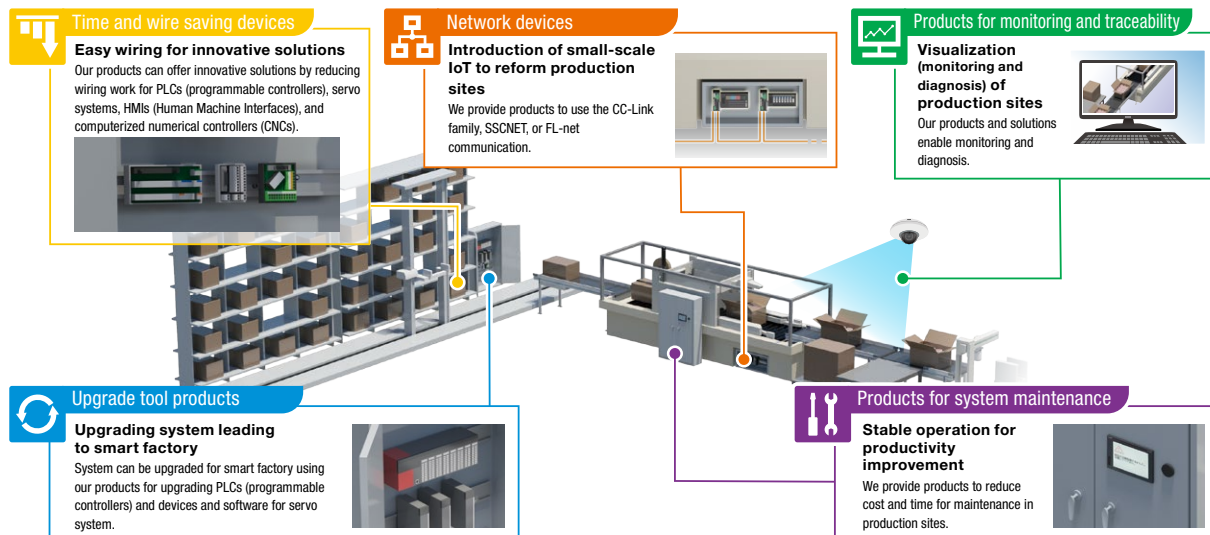 Time and wire saving devices
Easy wiring for innovative solutions
Our products can offer innovative solutions by reducing
wiring work for PLCs (programmable controllers), servo
systems, HMIs (Human Machine Interfaces), and
computerized numerical controllers (CNCs).
Network devices
Introduction of small-scale
IoT to reform production
sites
We provide products to use the CC-Link
family, SSCNET, or FL-net
communication.
Products for monitoring and traceability
Visualization
(monitoring and
diagnosis) of
production sites
Our products and solutions
enable monitoring and
diagnosis.
Upgrade tool products
Upgrading system leading
to smart factory
System can be upgraded for smart factory using
our products for upgrading PLCs (programmable
controllers) and devices and software for servo
system.
Products for system maintenance
Stable operation for
productivity
improvement
We provide products to reduce
cost and time for maintenance in
production sites.